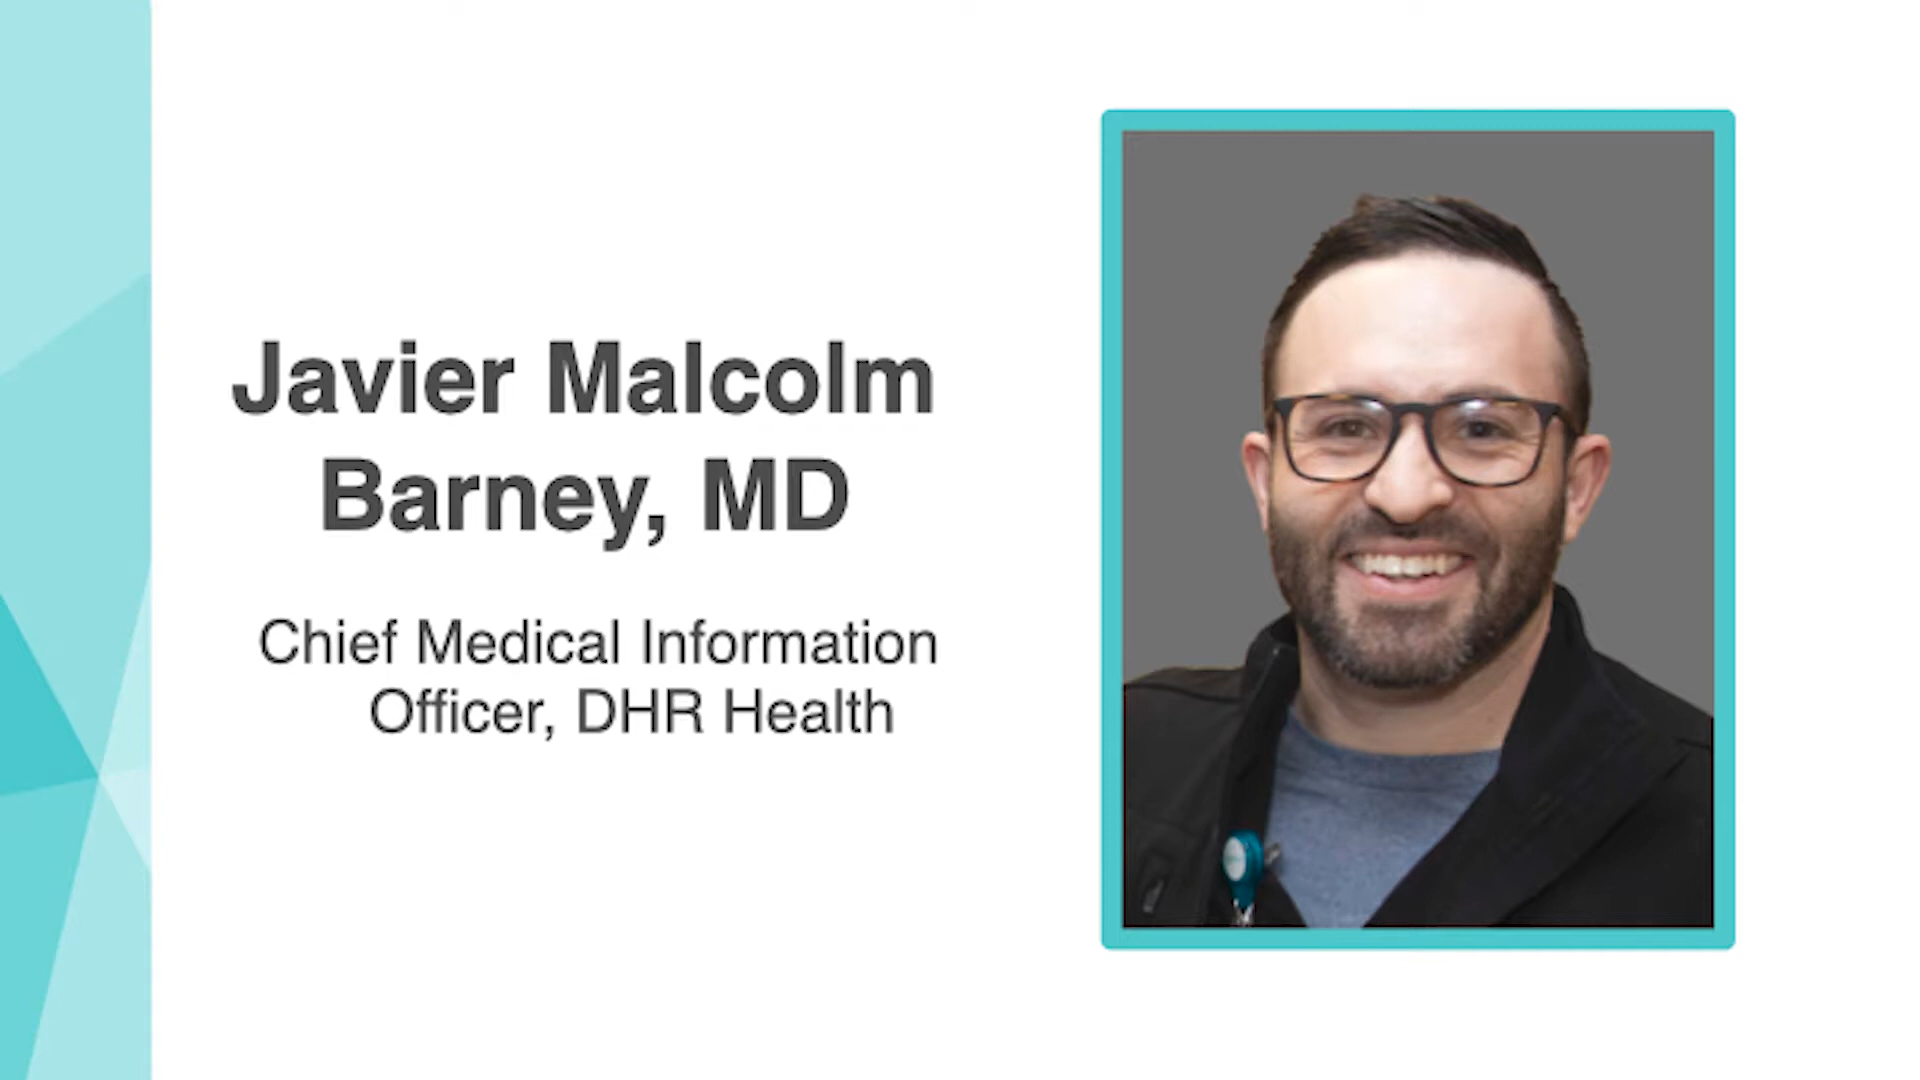 Javier Malcolm
Barney, MD
Chief Medical Information
Officer, DHR Health